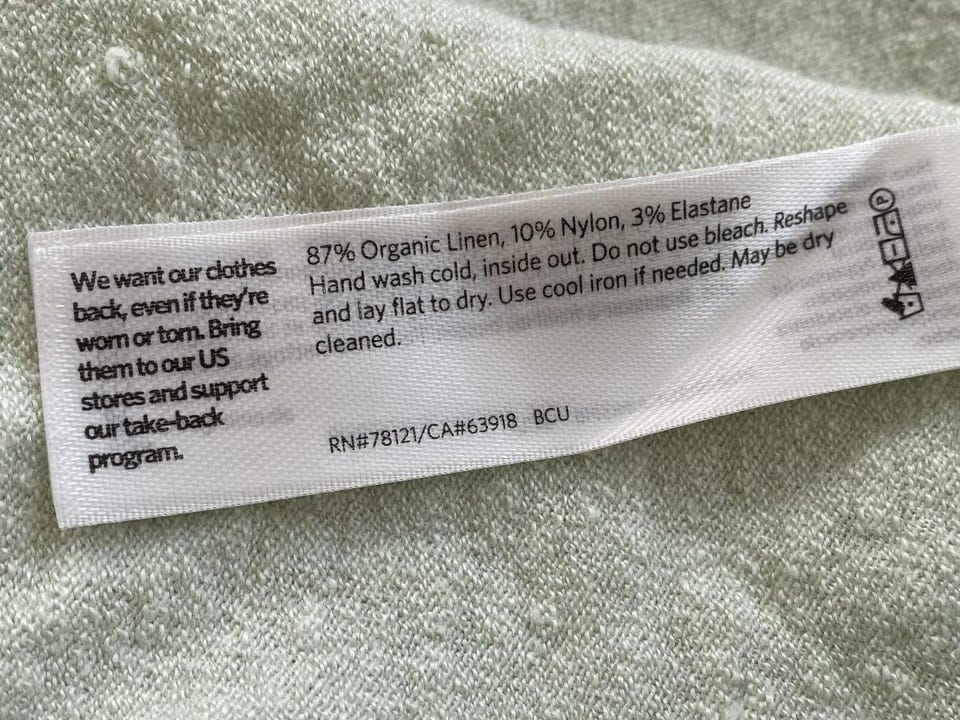 We want our clothes
back, even if they're
worn or torn. Bring
them to our US
stores and support
our take-back
program.
87% Organic Linen, 10% Nylon, 3% Elastane
Hand wash cold, inside out. Do not use bleach. Reshape
and lay flat to dry. Use cool iron if needed. May be dry
cleaned.
RN#78121/CA#63918 BCU
P